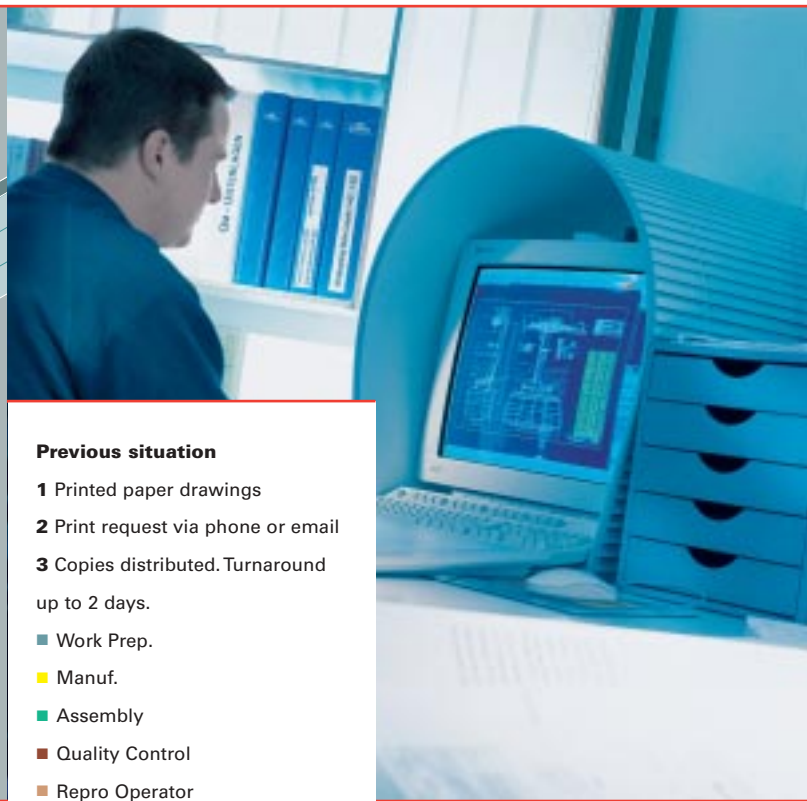 Previous situation
1 Printed paper drawings
2 Print request via phone or email
3 Copies distributed. Turnaround
up to 2 days.
Work Prep.
Manuf.
Assembly
Quality Control
Repro Operator